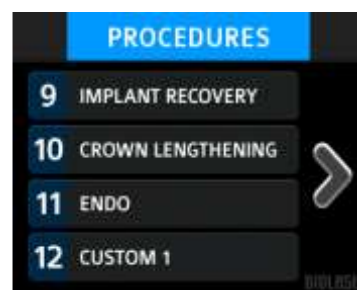 PROCEDURES
9 IMPLANT RECOVERY
10 CROWN LENGTHENING
11 ENDO
12 CUSTOM 1